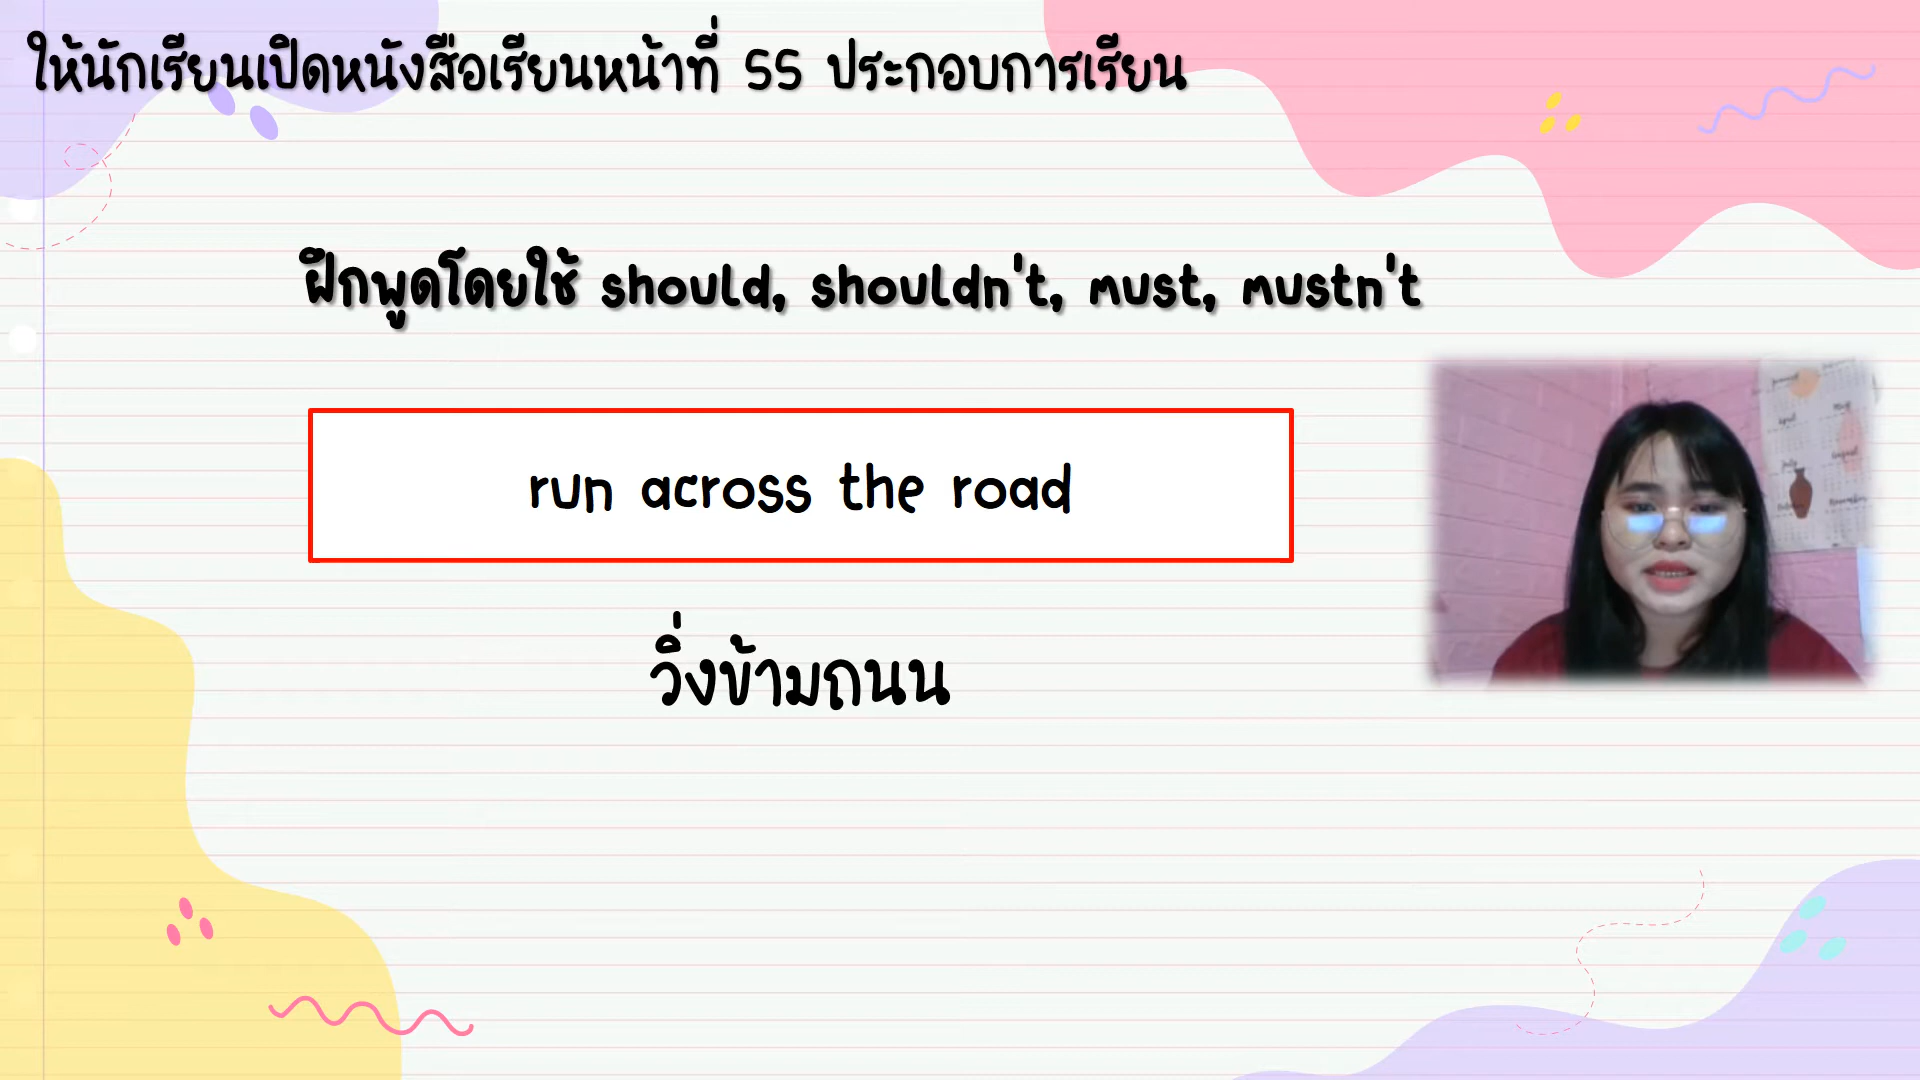 ให้นักเรียนเปิดหนังสือเรียนหน้าที่ 55 ประกอบการเรียน
ฝึกพูดโดยใช้ should, shouldn't, must, mustn't
run across the road
วิ่งข้ามถนน